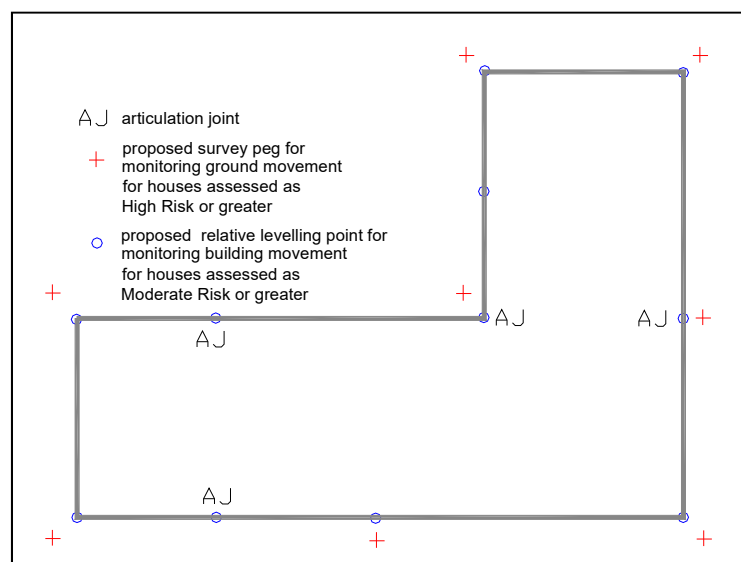 AJ articulation joint
proposed survey peg for
monitoring ground movement
for houses assessed as
High Risk or greater
proposed relative levelling point for
monitoring building movement
for houses assessed as
Moderate Risk or greater
AJ
AJ
AJ
AJ